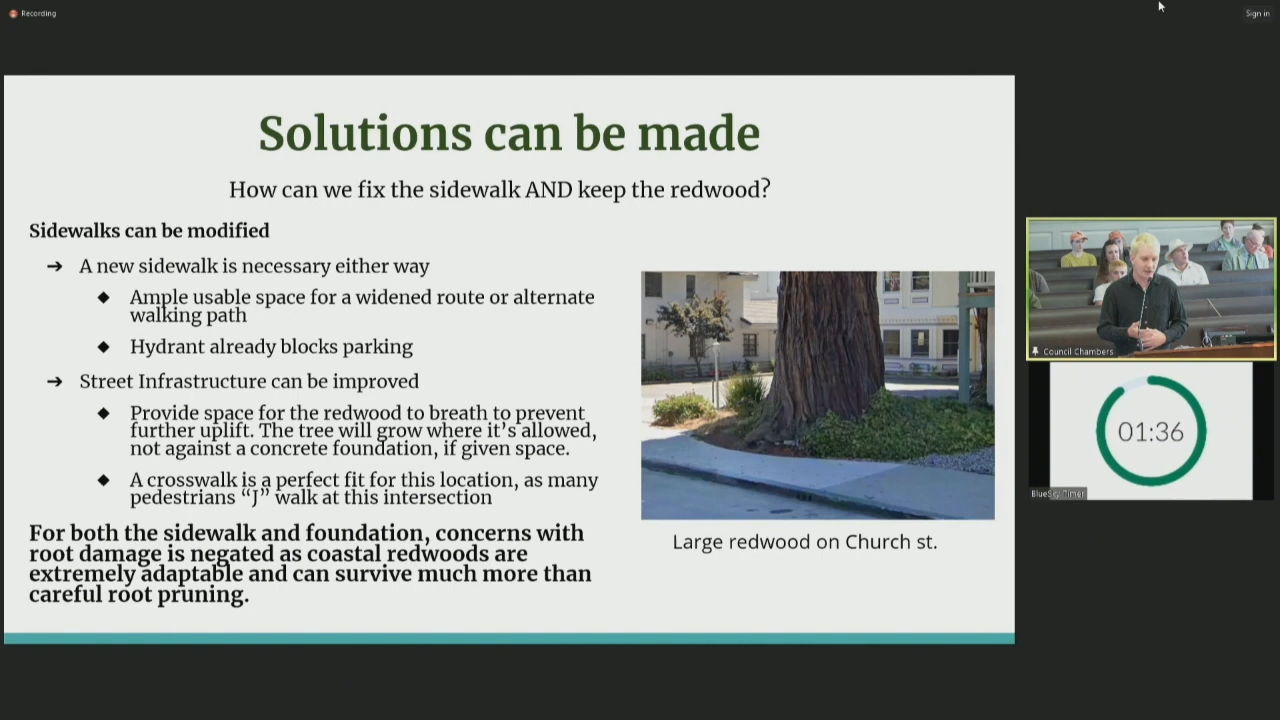 Recording
Sign in
Solutions can be made
How can we fix the sidewalk AND keep the redwood?
Sidewalks can be modified
➔ A new sidewalk is necessary either way
◆ Ample usable space for a widened route or alternate
walking path
◆ Hydrant already blocks parking
➔ Street Infrastructure can be improved
◆ Provide space for the redwood to breath to prevent
further uplift. The tree will grow where it's allowed,
not against a concrete foundation, if given space.
◆ A crosswalk is a perfect fit for this location, as many
pedestrians “J” walk at this intersection
For both the sidewalk and foundation, concerns with
root damage is negated as coastal redwoods are
extremely adaptable and can survive much more than
careful root pruning.
Large redwood on Church st.
Council Chambers
01:36
BlueSky Timer